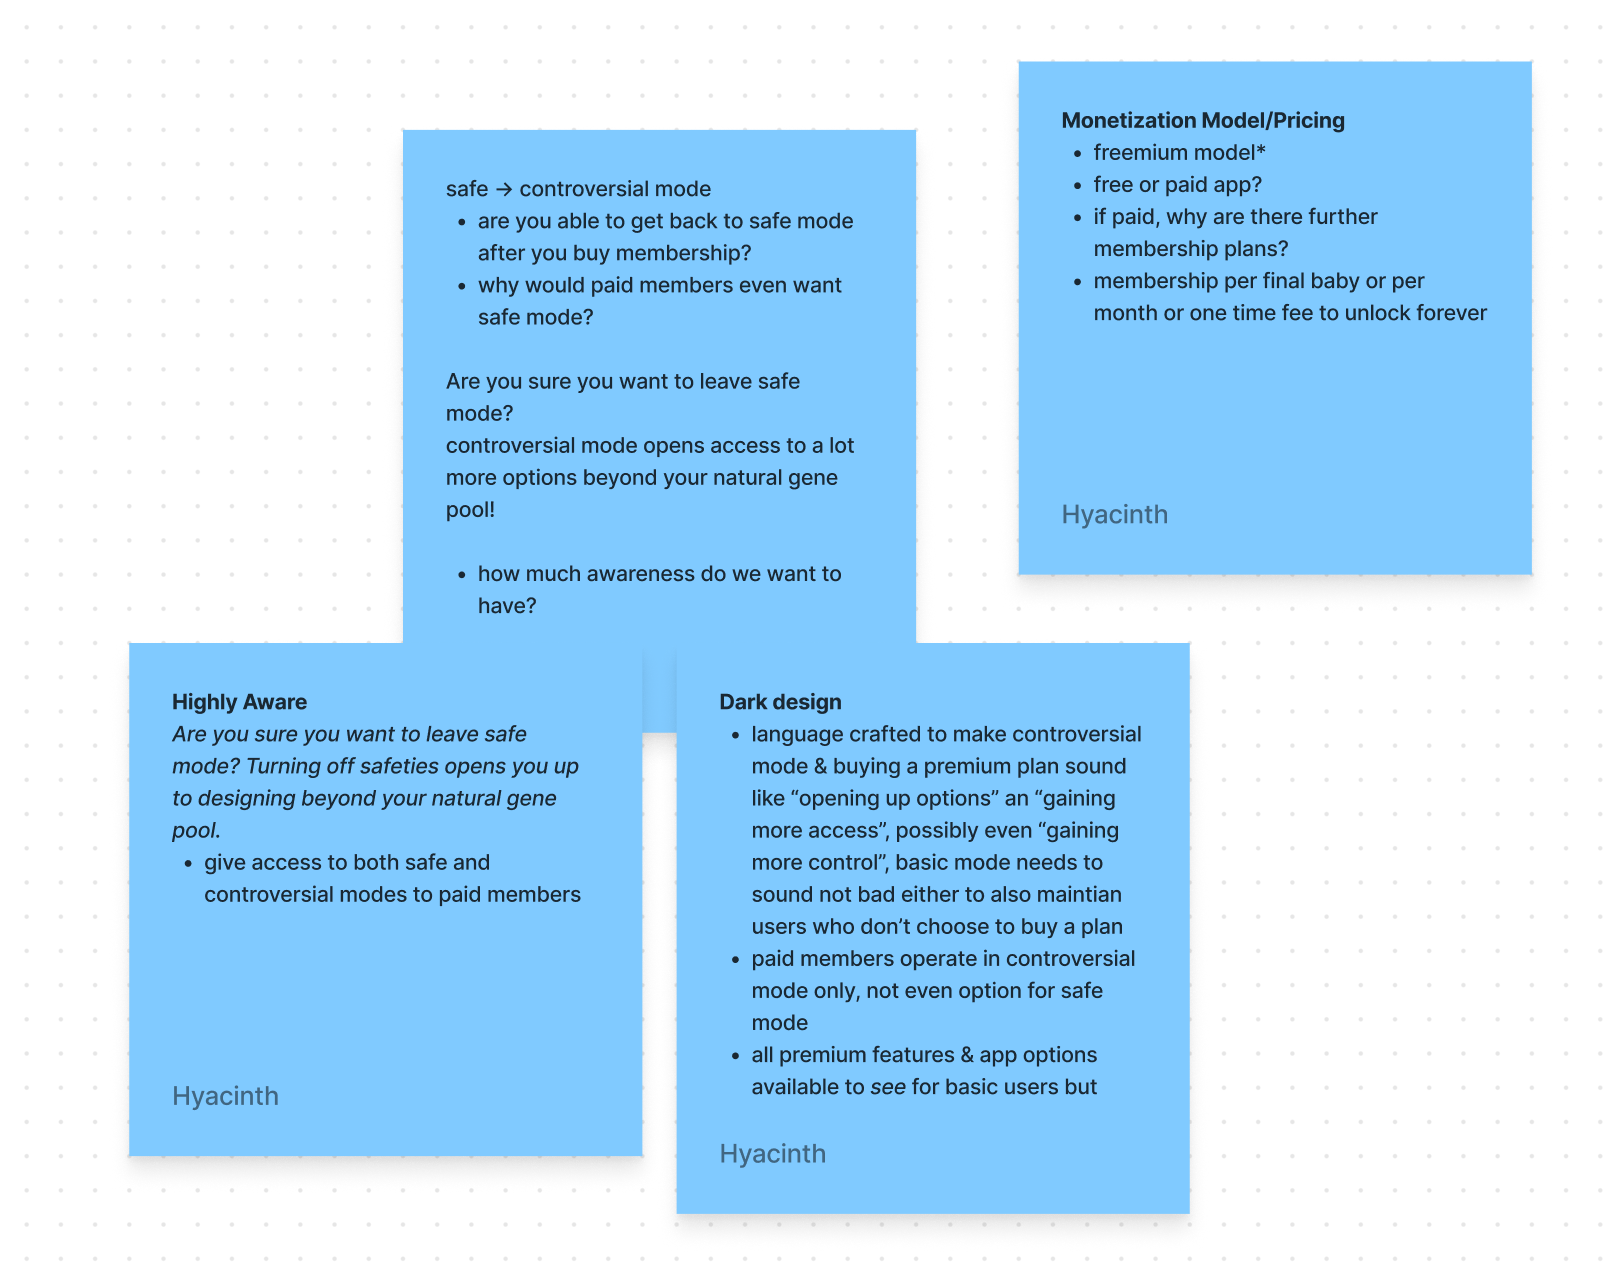 safe → controversial mode
• are you able to get back to safe mode
after you buy membership?
• why would paid members even want
safe mode?
Are you sure you want to leave safe
mode?
controversial mode opens access to a lot
more options beyond your natural gene
pool!
• how much awareness do we want to
have?
Monetization Model/Pricing
• freemium model*
• free or paid app?
• if paid, why are there further
membership plans?
• membership per final baby or per
month or one time fee to unlock forever
Hyacinth
Highly Aware
Are you sure you want to leave safe
mode? Turning off safeties opens you up
to designing beyond your natural gene
pool.
• give access to both safe and
controversial modes to paid members
Hyacinth
Dark design
• language crafted to make controversial
mode & buying a premium plan sound
like “opening up options” an “gaining
more access”, possibly even “gaining
more control”, basic mode needs to
sound not bad either to also maintian
users who don’t choose to buy a plan
• paid members operate in controversial
mode only, not even option for safe
mode
• all premium features & app options
available to see for basic users but
Hyacinth